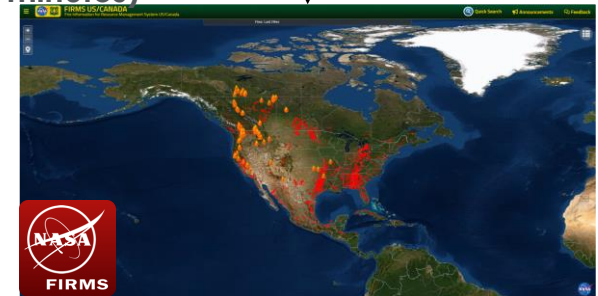 FIRMS US/CANADA
Fire Information for Resource Management System US/Canada
Quick Search
Announcements
Feedback
NASA
FIRMS